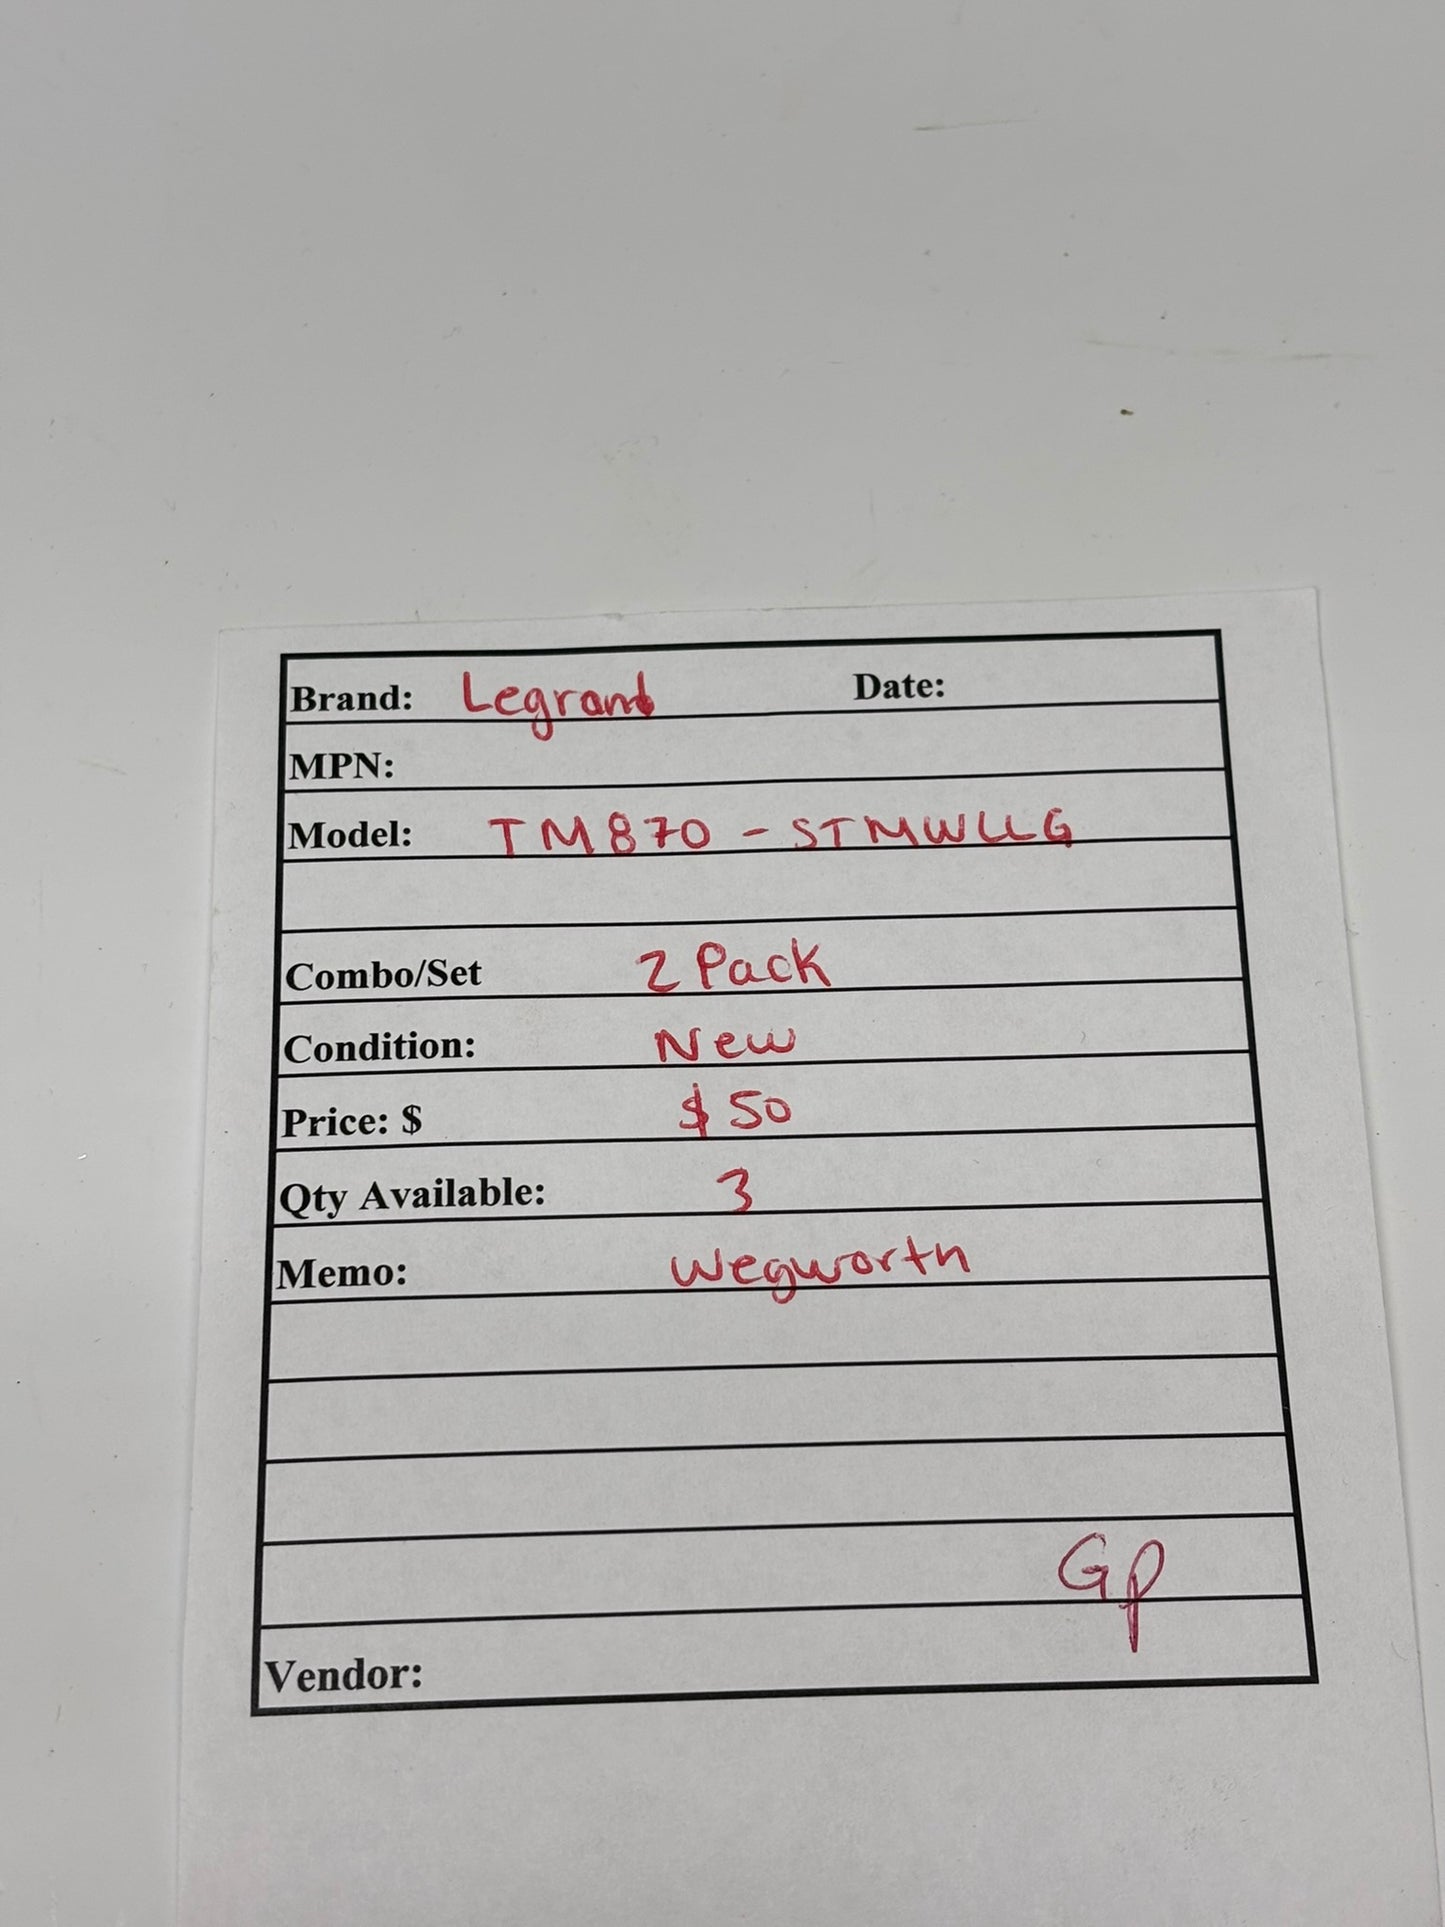 Brand: Legrand Date:
MPN:
Model: TM870 - STMWLLG
Combo/Set 2 Pack
Condition: New
Price: $ $50
Qty Available: 3
Memo: Wegworth
GP
Vendor: